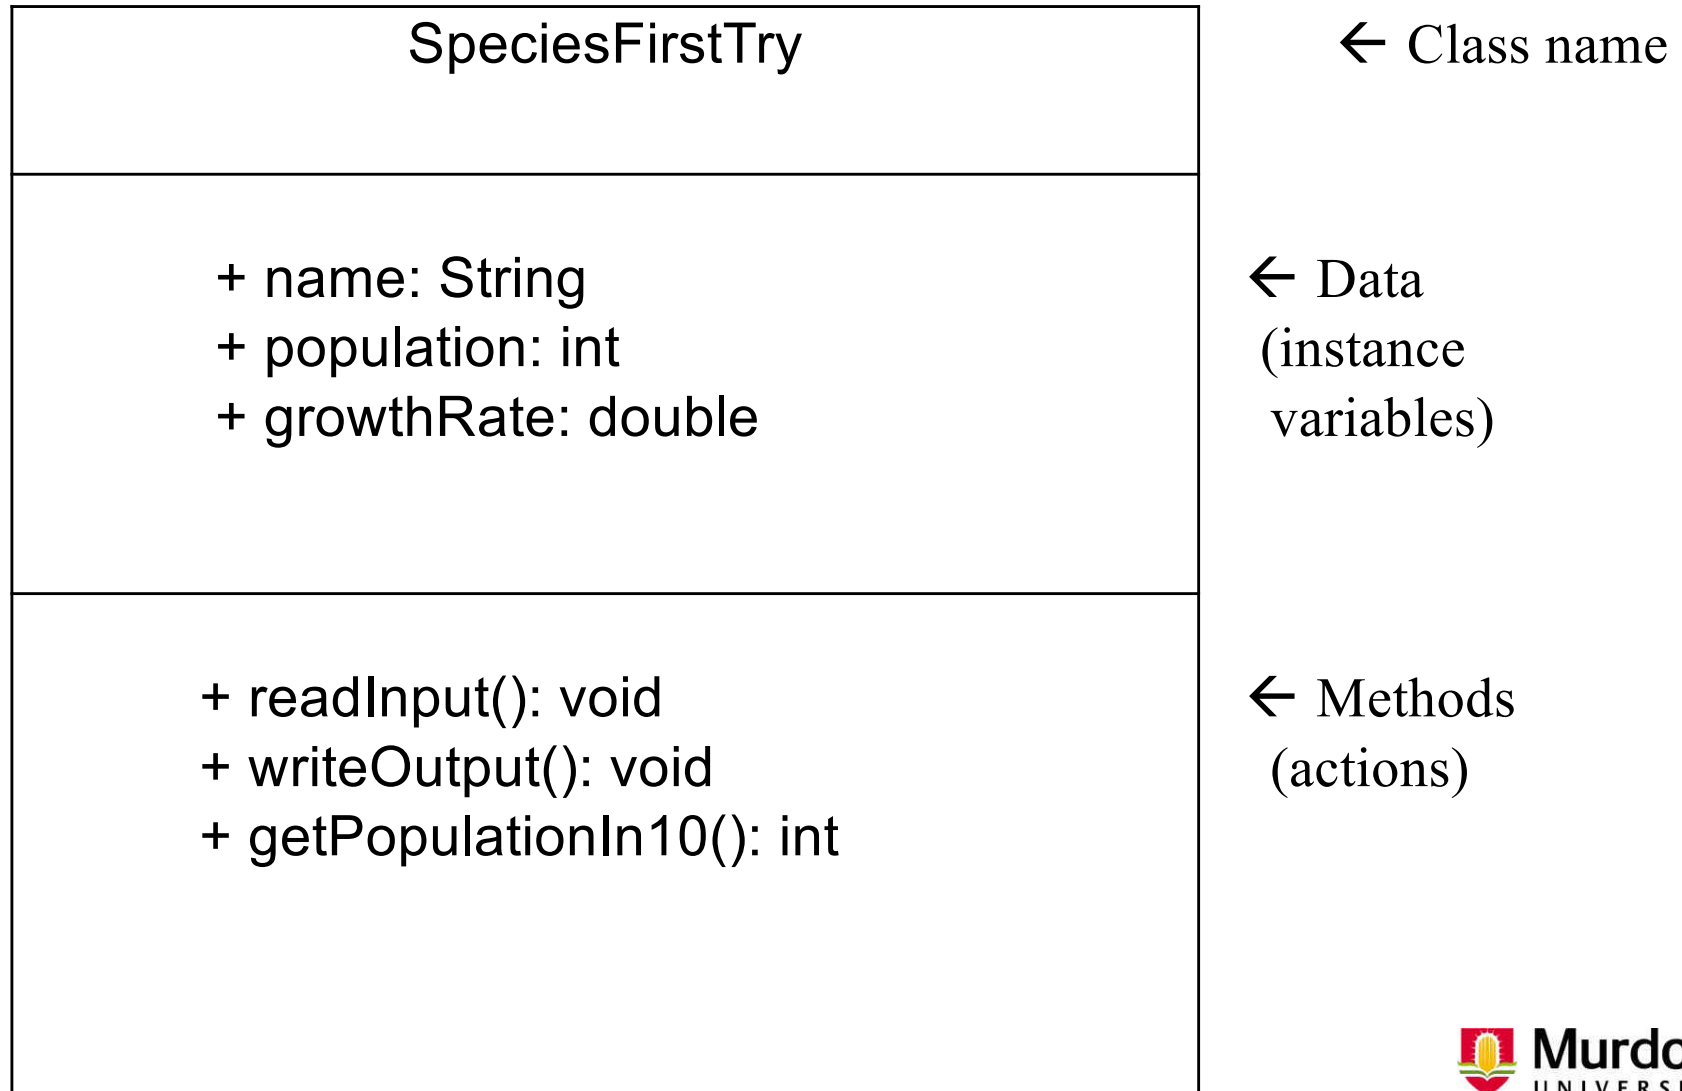 SpeciesFirstTry
← Class name
+ name: String
+ population: int
+ growthRate: double
← Data
(instance
variables)
+ readInput(): void
+ writeOutput(): void
+ getPopulationIn10(): int
← Methods
(actions)